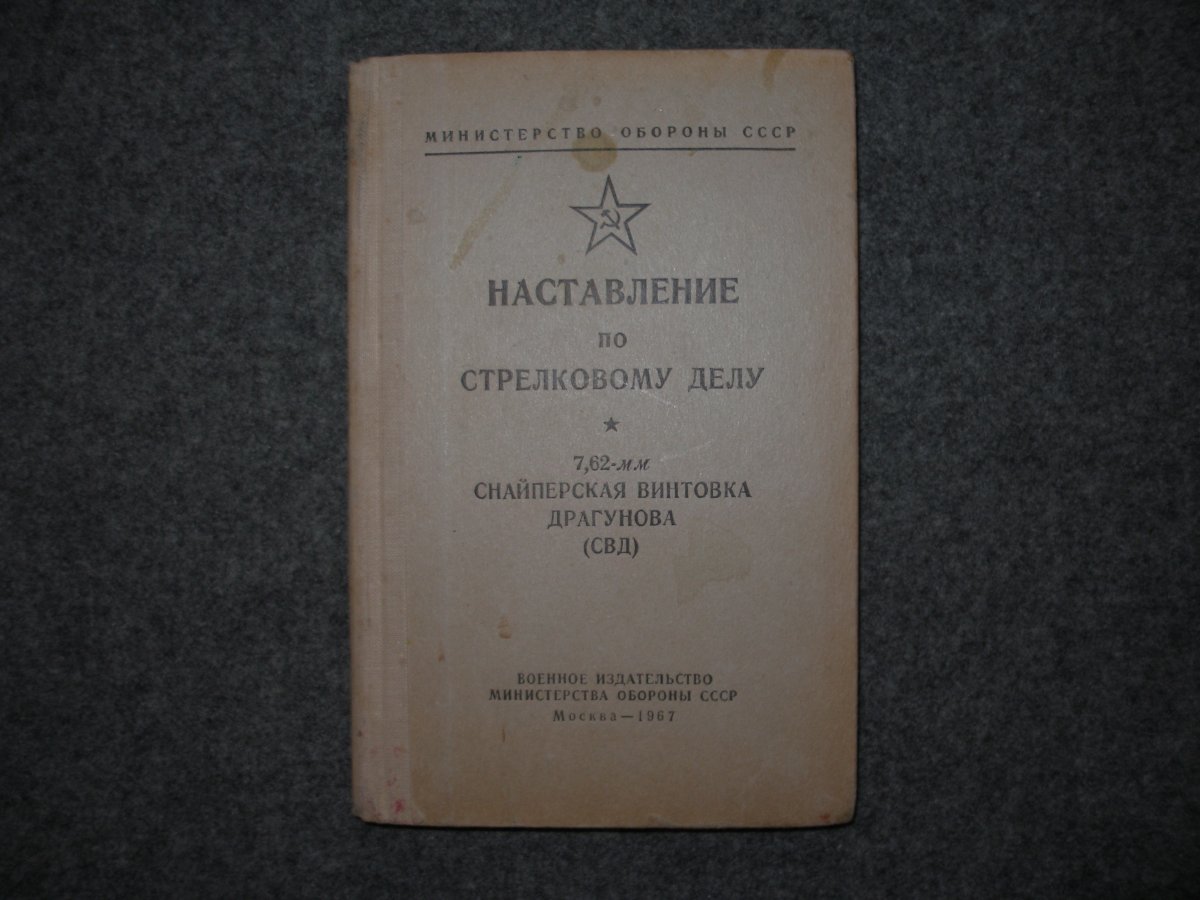 МИНИСТЕРСТВО ОБОРОНЫ СССР
НАСТАВЛЕНИЕ
ПО
СТРЕЛКОВОМУ ДЕЛУ
7,62-мм
СНАЙПЕРСКАЯ ВИНТОВКА
ДРАГУНОВА
(СВД)
ВОЕННОЕ ИЗДАТЕЛЬСТВО
МИНИСТЕРСТВА ОБОРОНЫ СССР
Москва—1967